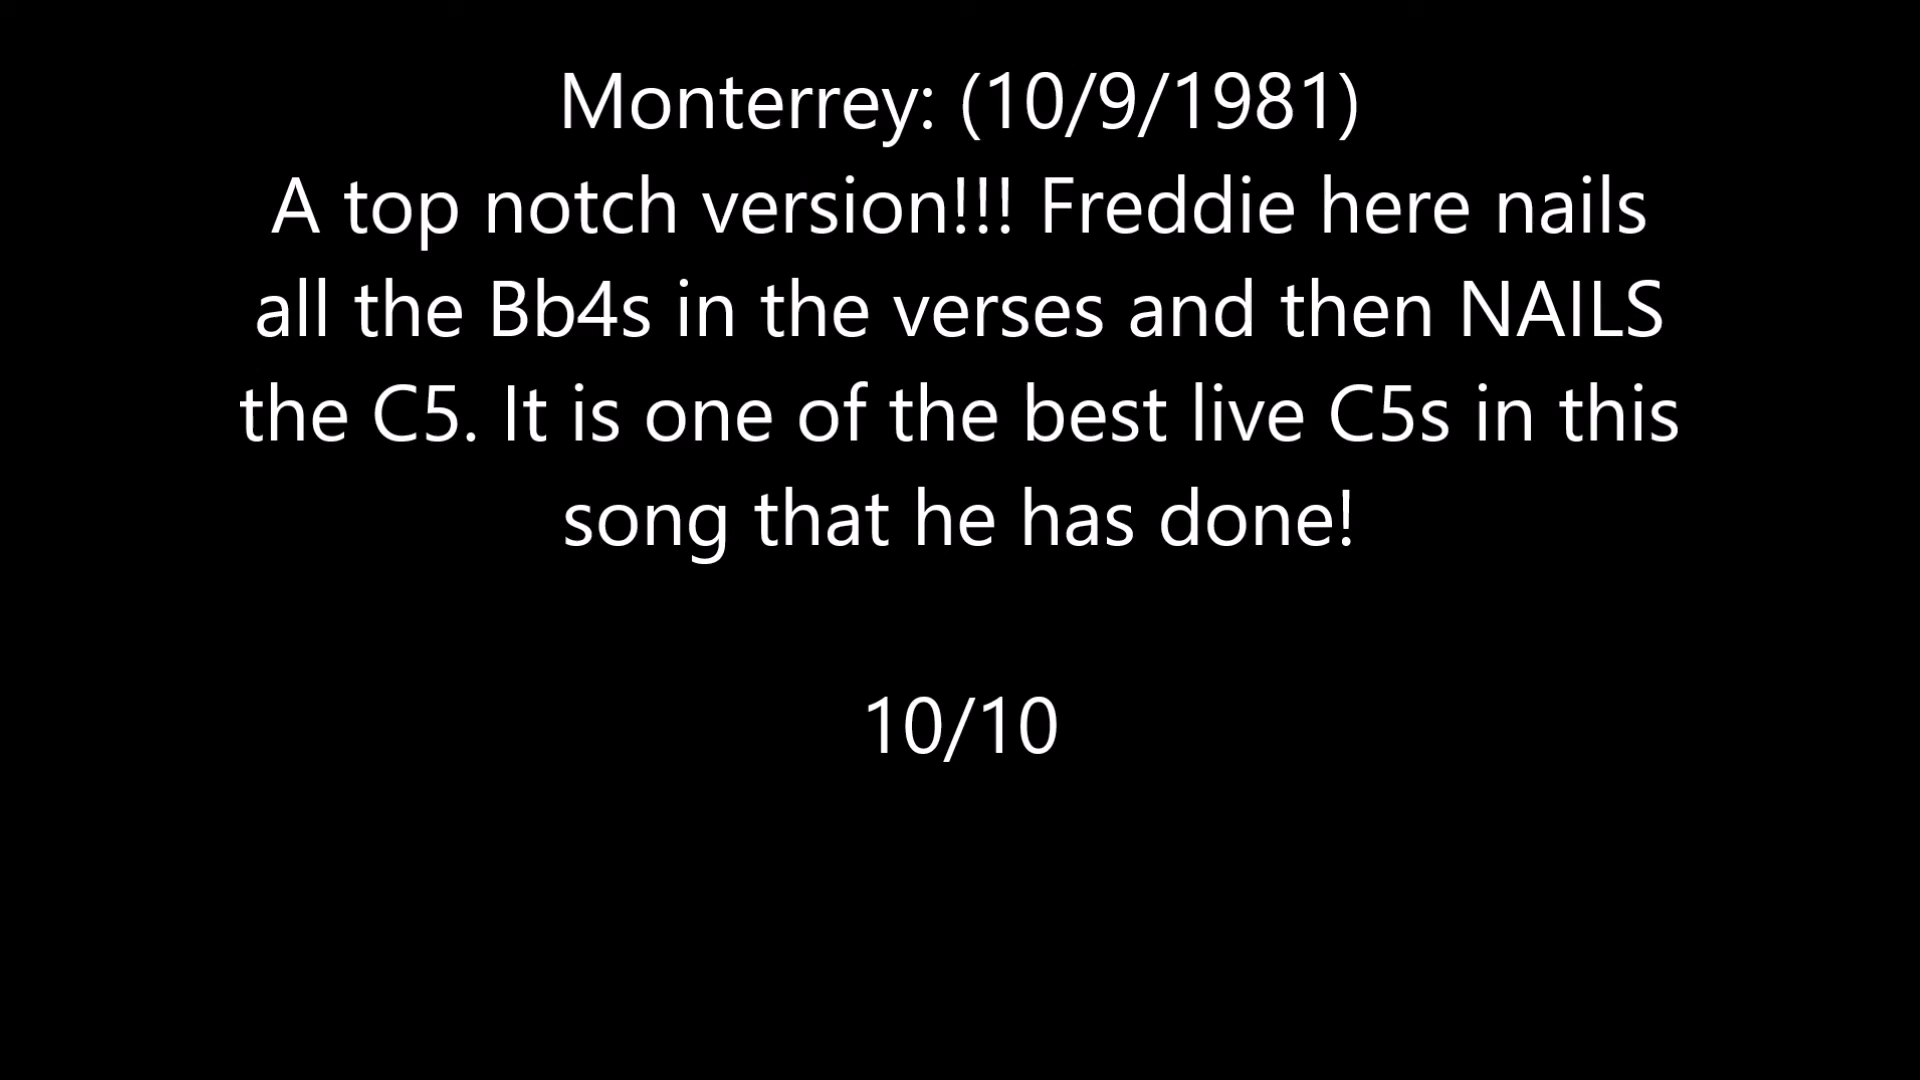 Monterrey: (10/9/1981)
A top notch version!!! Freddie here nails
all the Bb4s in the verses and then NAILS
the C5. It is one of the best live C5s in this
song that he has done!
10/10